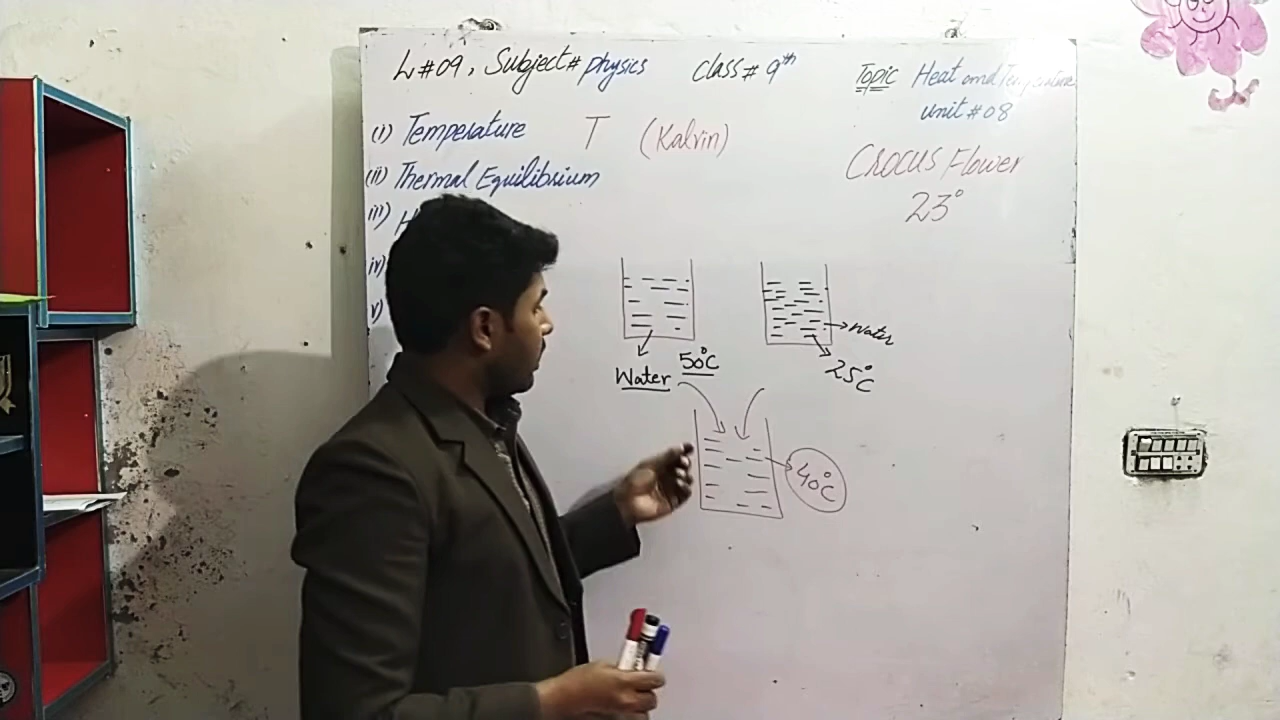 L#09, Subject# physics Class# 9th Topic Heat and Temperature
unit#08
(i) Temperature T (Kalvin)
(ii) Thermal Equilibrium
Crocus Flower
23°
iii) H
iv)
v)
Water 50°C
Water
25°C
40°C